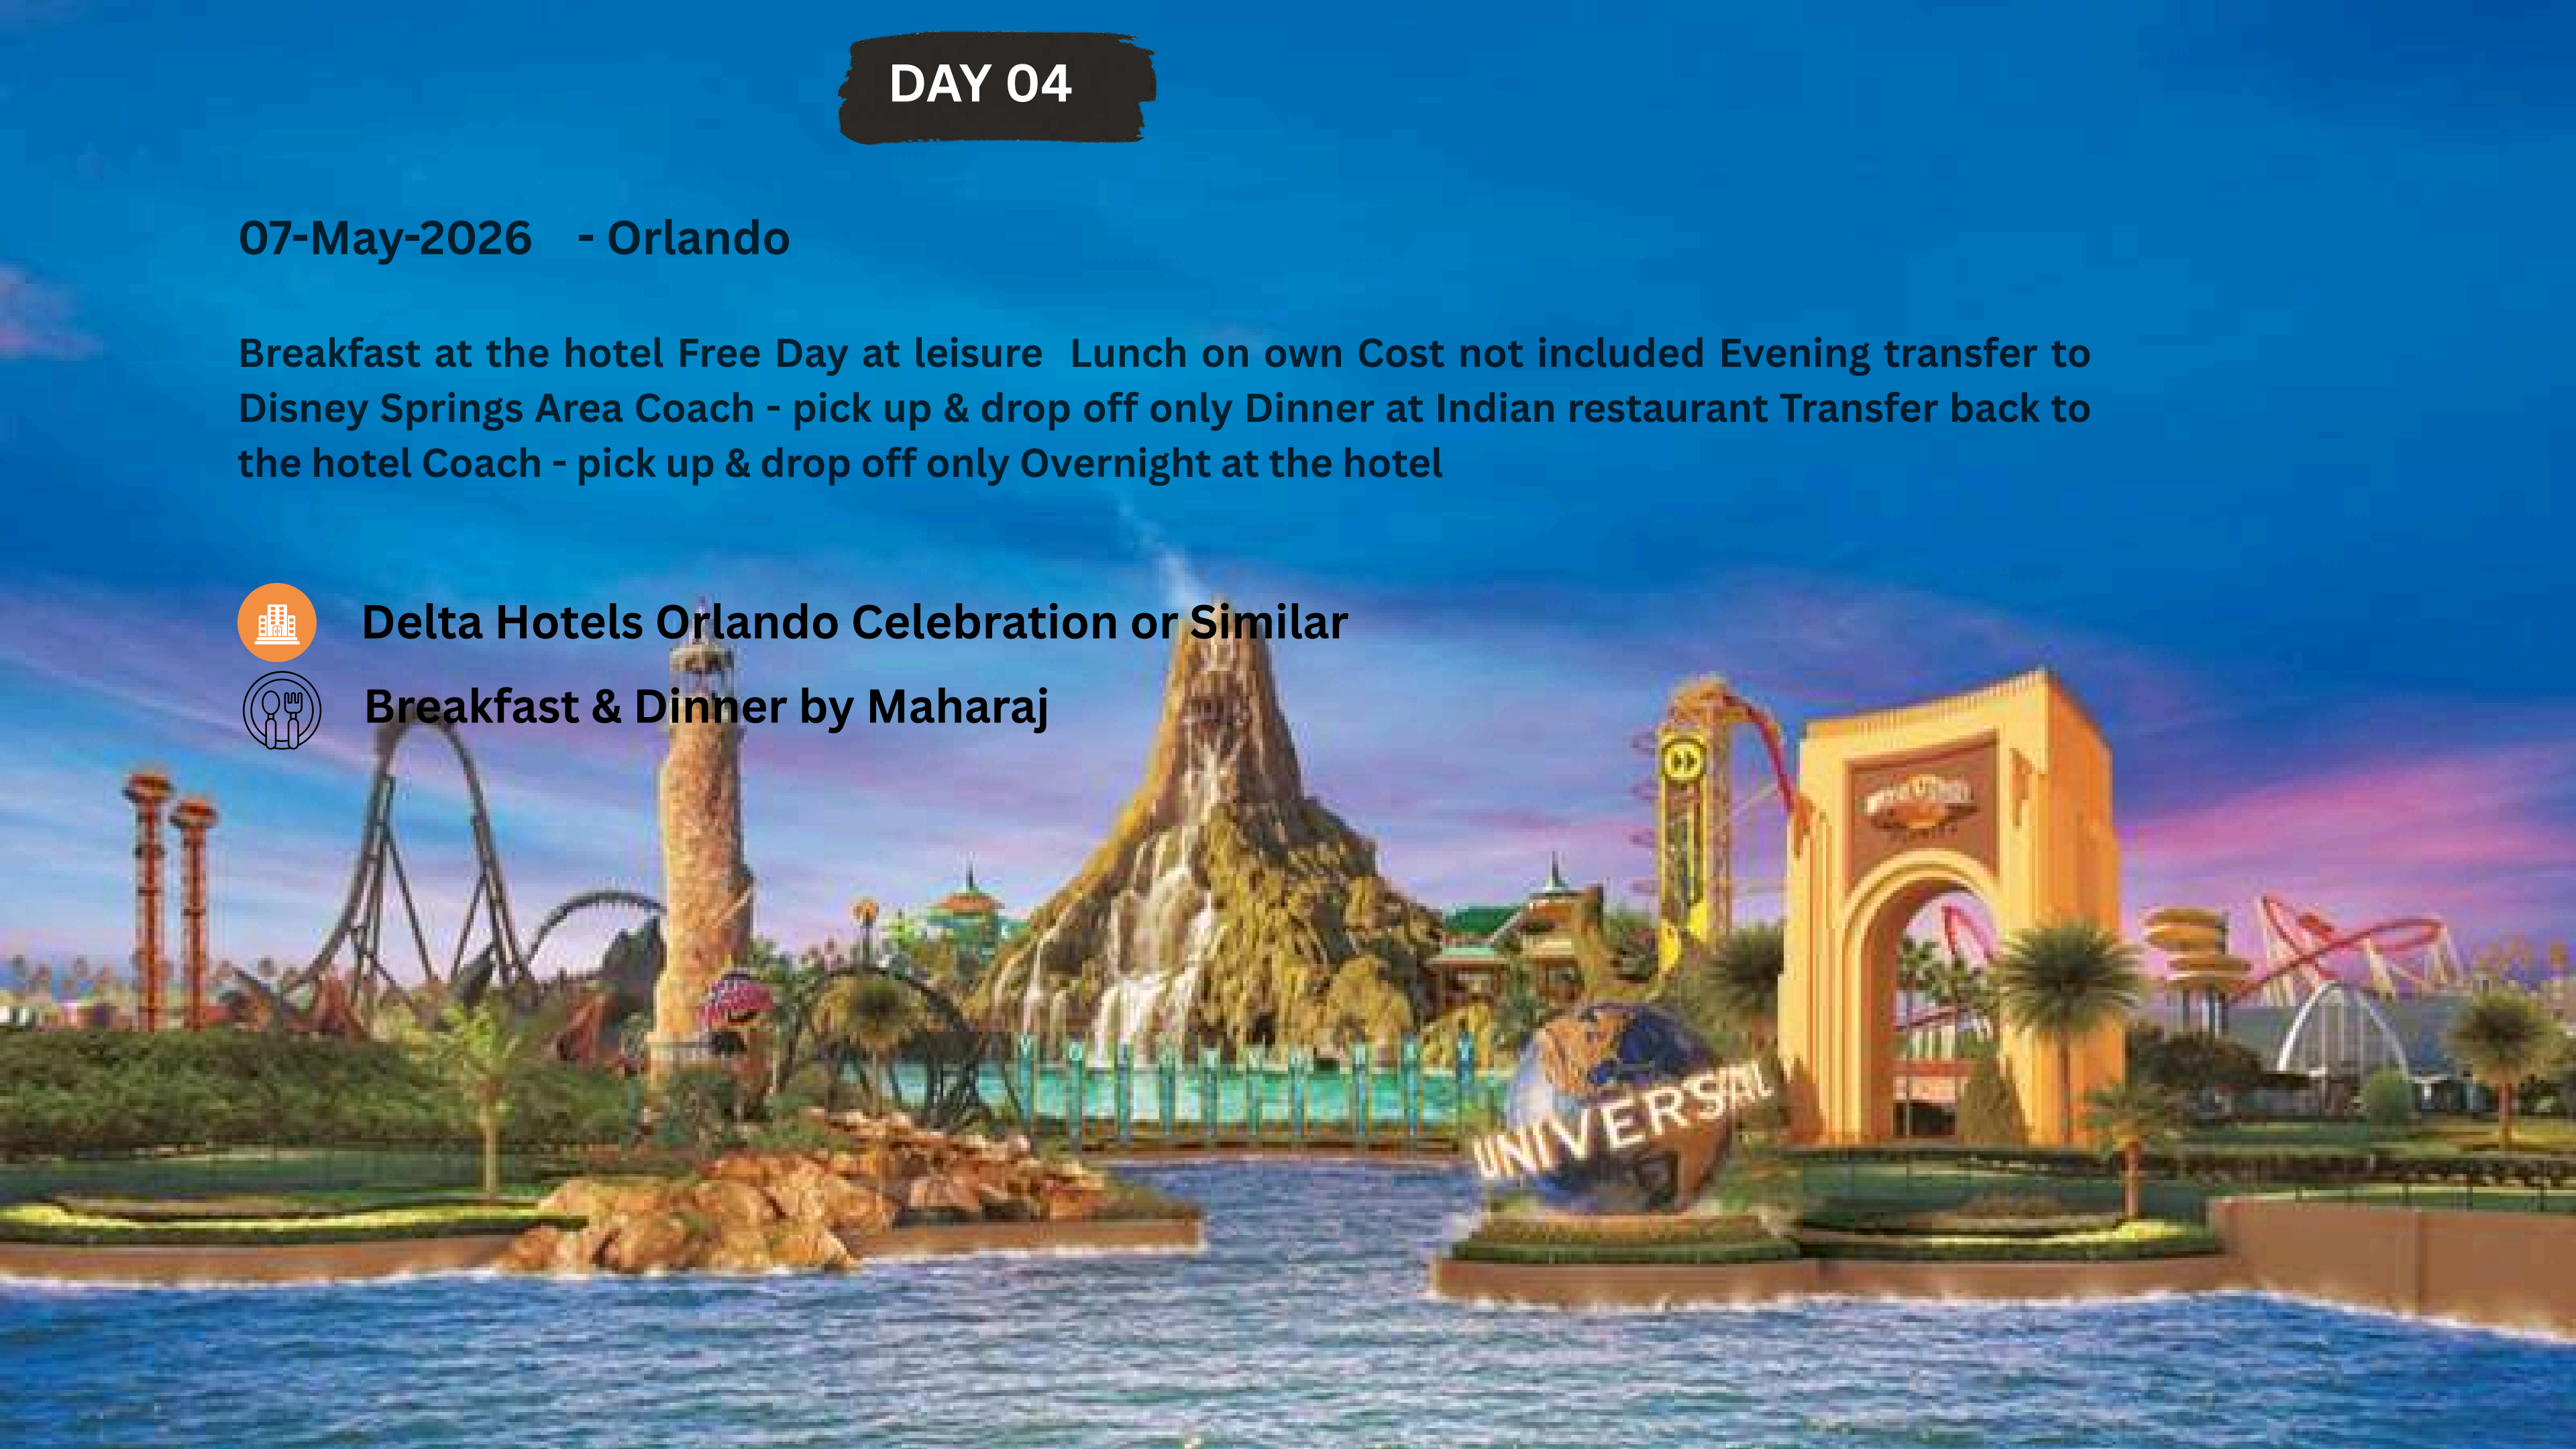 DAY 04
07-May-2026 - Orlando
Breakfast at the hotel Free Day at leisure Lunch on own Cost not included Evening transfer to
Disney Springs Area Coach - pick up & drop off only Dinner at Indian restaurant Transfer back to
the hotel Coach - pick up & drop off only Overnight at the hotel
Delta Hotels Orlando Celebration or Similar
Breakfast & Dinner by Maharaj
UNIVERSAL